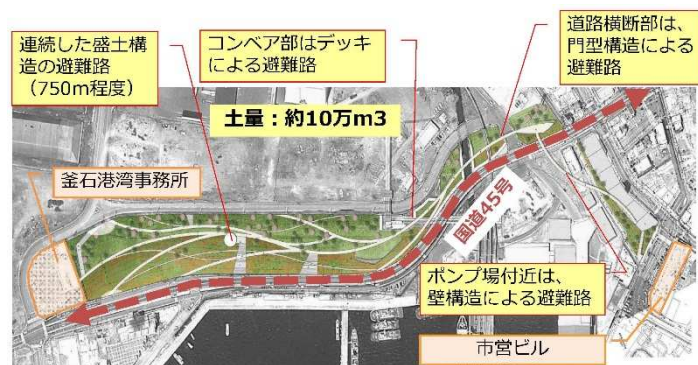 連続した盛土構
造の避難路
（750m程度）
コンベア部はデッキ
による避難路
道路横断部は、
門型構造による
避難路
土量：約10万m3
釜石港湾事務所
国道45号
ポンプ場付近は、
壁構造による避難路
市営ビル